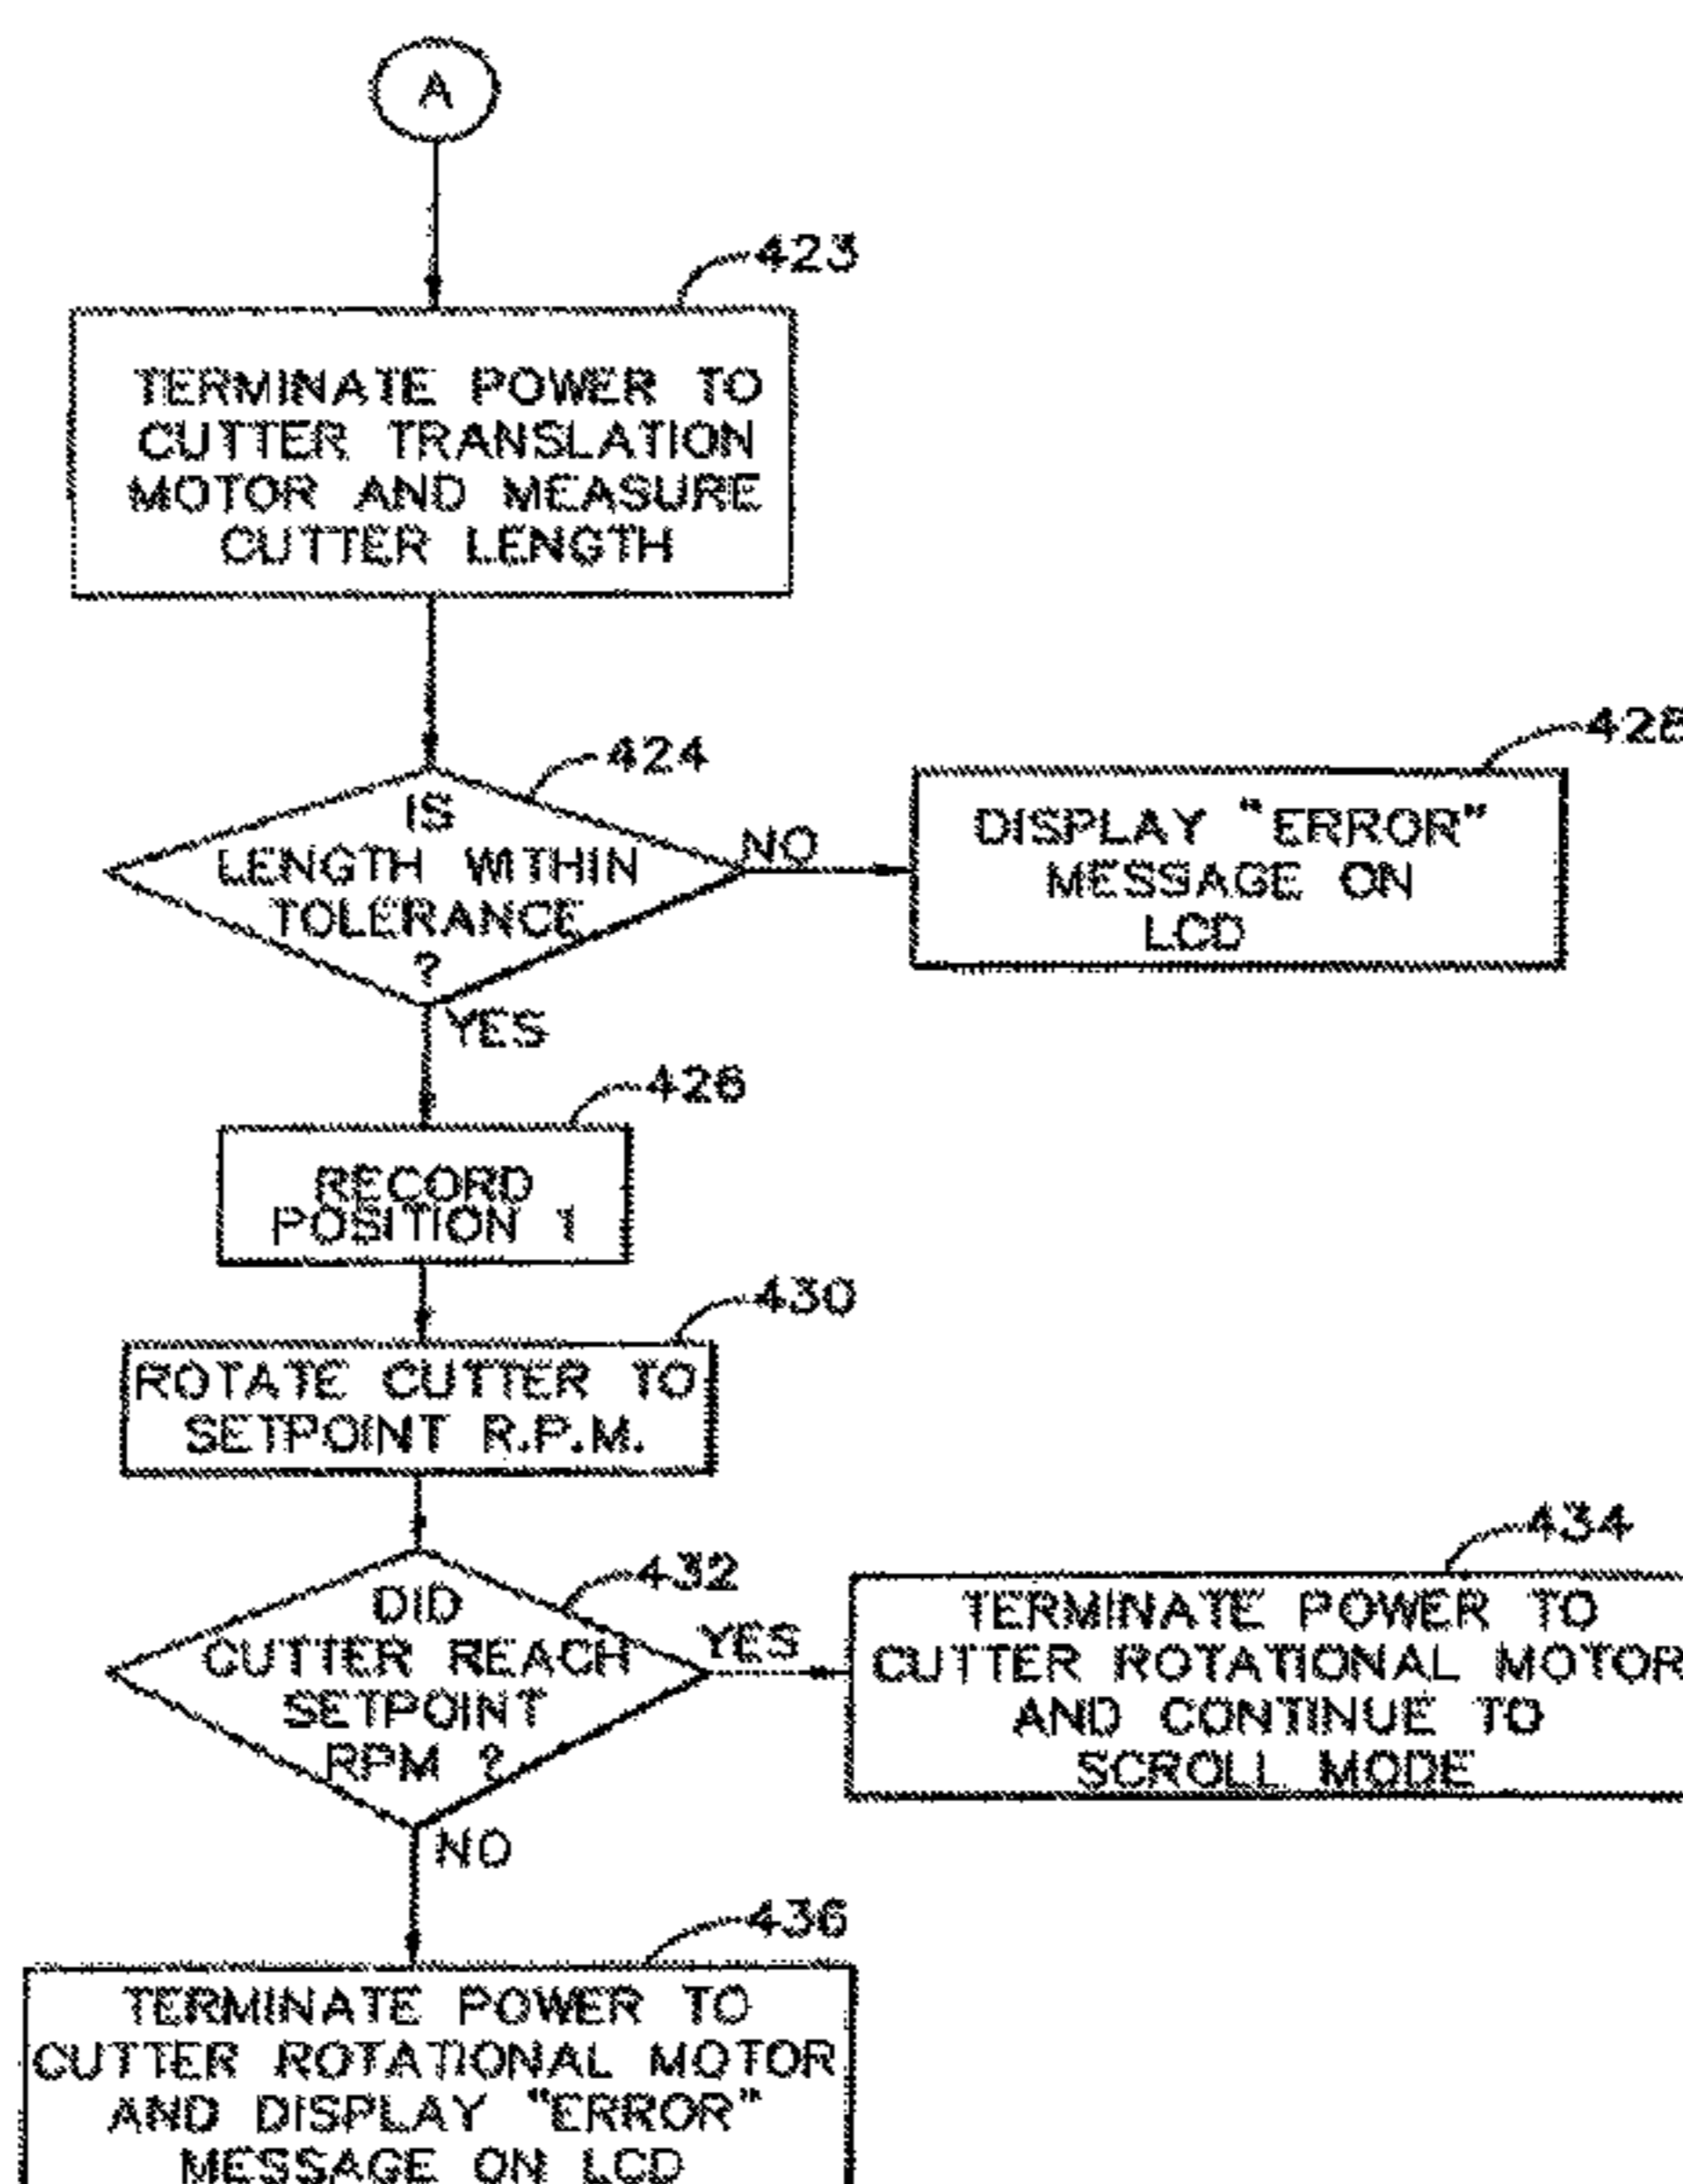 A
423
TERMINATE POWER TO
CUTTER TRANSLATION
MOTOR AND MEASURE
CUTTER LENGTH
424
IS
LENGTH WITHIN
TOLERANCE
?
NO
428
DISPLAY "ERROR"
MESSAGE ON
LCD
YES
426
RECORD
POSITION 1
430
ROTATE CUTTER TO
SETPOINT R.P.M.
432
DID
CUTTER REACH
SETPOINT
RPM ?
YES
434
TERMINATE POWER TO
CUTTER ROTATIONAL MOTOR
AND CONTINUE TO
SCROLL MODE
NO
436
TERMINATE POWER TO
CUTTER ROTATIONAL MOTOR
AND DISPLAY "ERROR"
MESSAGE ON LCD